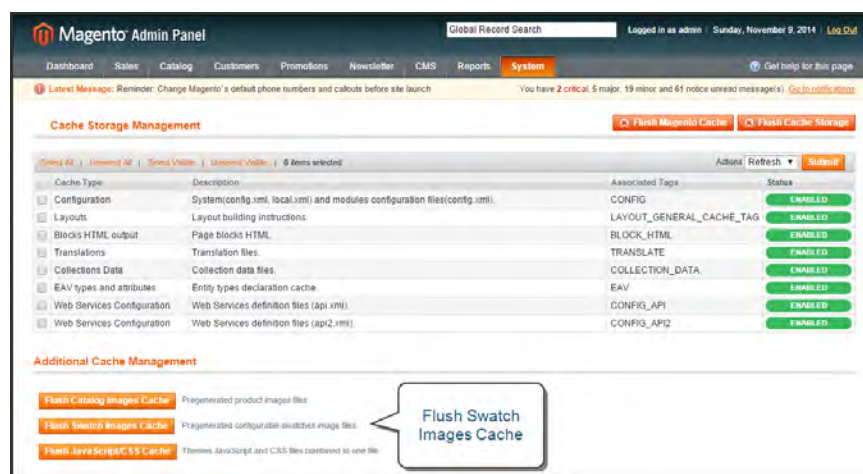 Magento Admin Panel
Global Record Search
Logged in as admin | Sunday, November 9, 2014 | Log Out
Dashboard Sales Catalog Customers Promotions Newsletter CMS Reports System
Get help for this page
Latest Message: Reminder: Change Magento's default phone numbers and callouts before site launch
You have 2 critical, 5 major, 19 minor and 61 notice unread message(s). Go to notifications
Cache Storage Management
Flush Magento Cache
Flush Cache Storage
Select All | Unselect All | Select Visible | Unselect Visible | 0 items selected
Actions Refresh Submit
Cache Type Description Associated Tags Status
Configuration System(config.xml, local.xml) and modules configuration files(config.xml). CONFIG ENABLED
Layouts Layout building instructions. LAYOUT_GENERAL_CACHE_TAG ENABLED
Blocks HTML output Page blocks HTML. BLOCK_HTML ENABLED
Translations Translation files. TRANSLATE ENABLED
Collections Data Collection data files. COLLECTION_DATA ENABLED
EAV types and attributes Entity types declaration cache. EAV ENABLED
Web Services Configuration Web Services definition files (api.xml). CONFIG_API ENABLED
Web Services Configuration Web Services definition files (api2.xml). CONFIG_API2 ENABLED
Additional Cache Management
Flush Catalog Images Cache Pregenerated product images files.
Flush Swatch Images Cache Pregenerated configurable swatches image files.
Flush JavaScript/CSS Cache Themes JavaScript and CSS files combined to one file.
Flush Swatch
Images Cache